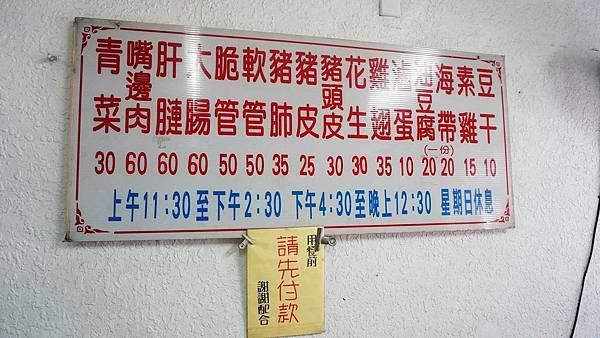 青菜
嘴邊肉
肝
大腸
脆管
軟管
豬肺
豬皮
豬頭皮
花生
雞翅
滷蛋
油豆腐(一份)
海帶
素雞
豆干
30 60 60 60 50 50 35 25 30 30 35 10 20 20 15 10
上午11:30至下午2:30 下午4:30至晚上12:30 星期日休息
用餐前
請先付款
謝謝配合